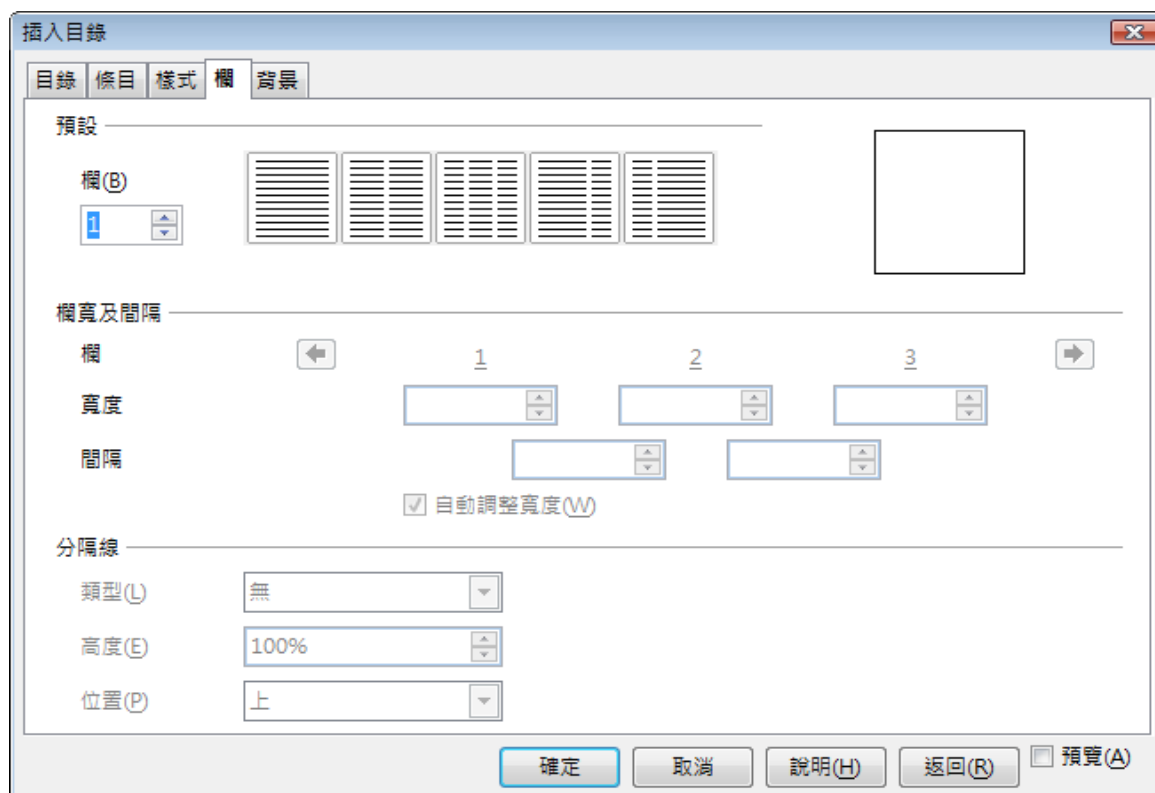 插入目錄
目錄 條目 樣式 欄 背景
預設
欄(B)
1
欄寬及間隔
欄 1 2 3
寬度
間隔
自動調整寬度(W)
分隔線
類型(L) 無
高度(E) 100%
位置(P) 上
確定 取消 說明(H) 返回(R) 預覽(A)